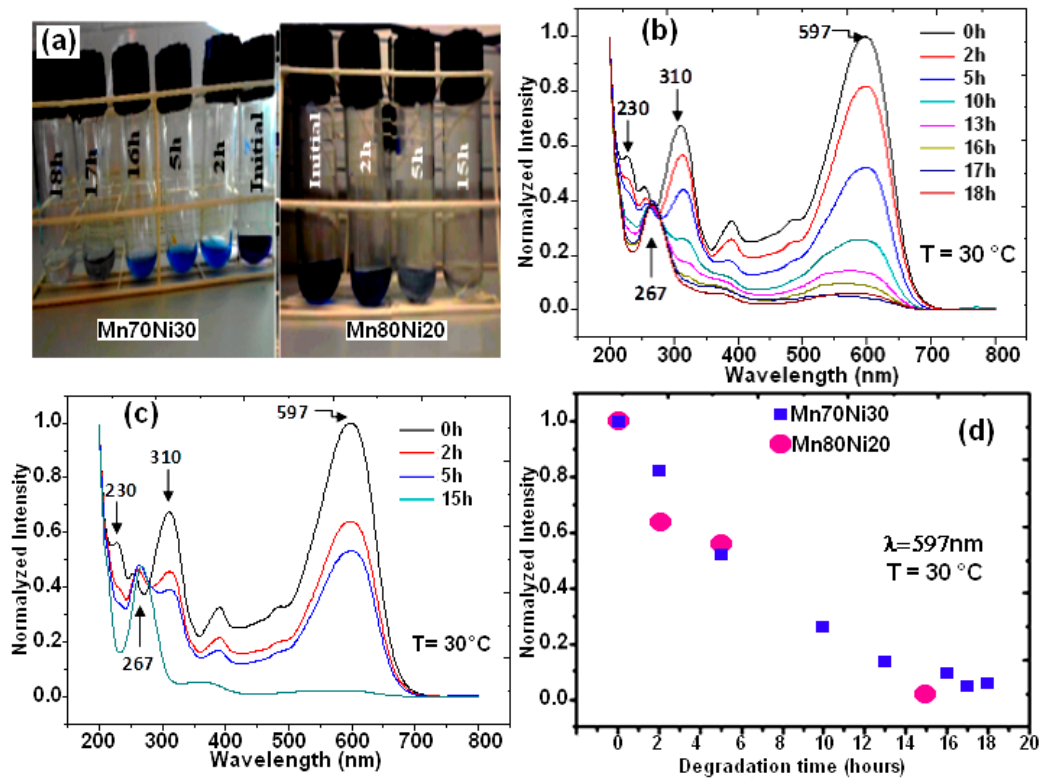 (a)
18h
17h
16h
5h
2h
Initial
Mn70Ni30
Initial
2h
5h
15h
Mn80Ni20
(b)
597
310
230
267
0h
2h
5h
10h
13h
16h
17h
18h
T = 30 °C
Normalyzed Intensity
1.0
0.8
0.6
0.4
0.2
0.0
200 300 400 500 600 700 800
Wavelength (nm)
(c)
597
310
230
267
0h
2h
5h
15h
T= 30°C
Normalyzed Intensity
1.0
0.8
0.6
0.4
0.2
0.0
200 300 400 500 600 700 800
Wavelength (nm)
(d)
Mn70Ni30
Mn80Ni20
λ=597nm
T = 30 °C
Normalyzed Intensity
1.0
0.8
0.6
0.4
0.2
0.0
0 2 4 6 8 10 12 14 16 18 20
Degradation time (hours)